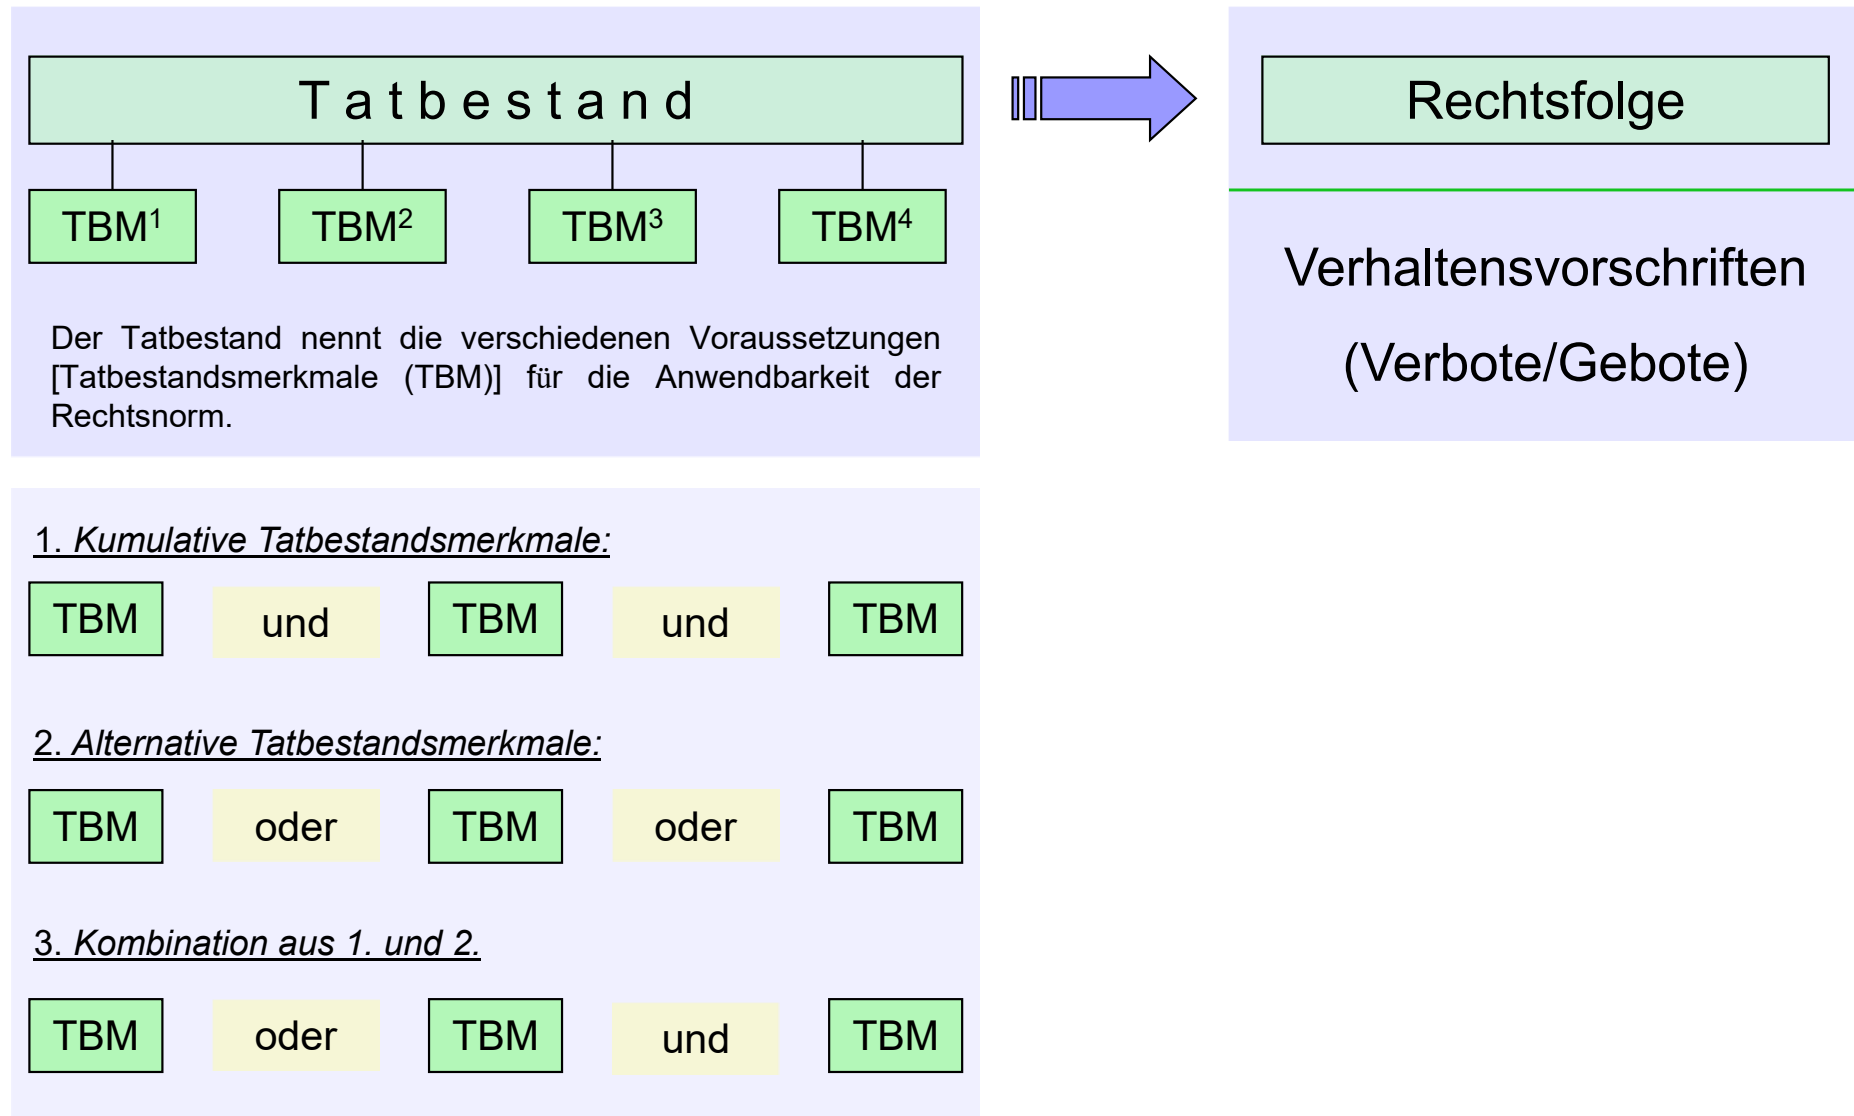 T a t b e s t a n d
TBM¹
TBM²
TBM³
TBM⁴
Der Tatbestand nennt die verschiedenen Voraussetzungen
[Tatbestandsmerkmale (TBM)] für die Anwendbarkeit der
Rechtsnorm.
Rechtsfolge
Verhaltensvorschriften
(Verbote/Gebote)
1. Kumulative Tatbestandsmerkmale:
TBM und TBM und TBM
2. Alternative Tatbestandsmerkmale:
TBM oder TBM oder TBM
3. Kombination aus 1. und 2.
TBM oder TBM und TBM